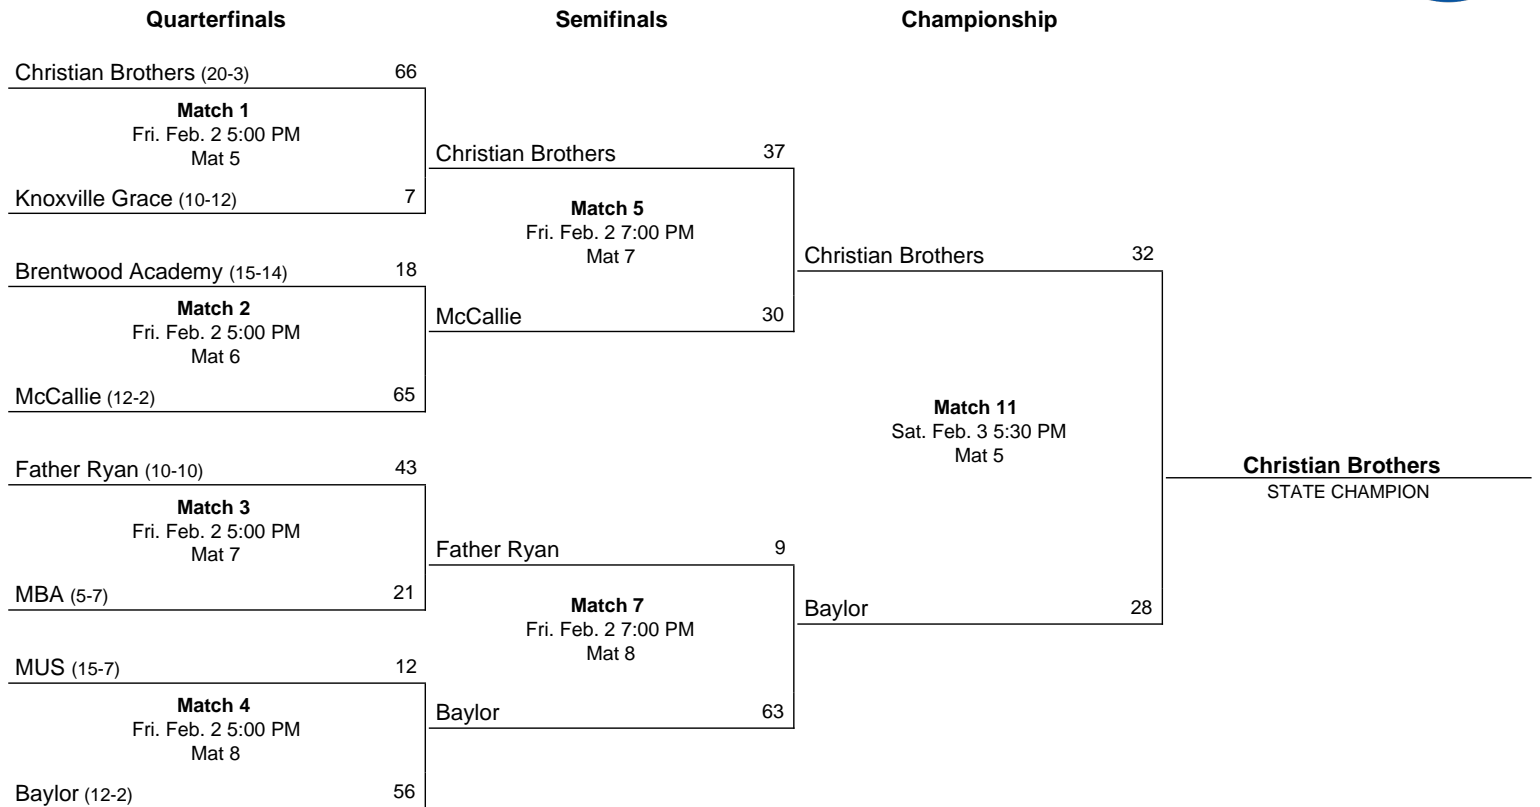 Quarterfinals
Semifinals
Championship
Christian Brothers (20-3) 66
Match 1
Fri. Feb. 2 5:00 PM
Mat 5
Knoxville Grace (10-12) 7
Brentwood Academy (15-14) 18
Match 2
Fri. Feb. 2 5:00 PM
Mat 6
McCallie (12-2) 65
Father Ryan (10-10) 43
Match 3
Fri. Feb. 2 5:00 PM
Mat 7
MBA (5-7) 21
MUS (15-7) 12
Match 4
Fri. Feb. 2 5:00 PM
Mat 8
Baylor (12-2) 56
Christian Brothers 37
Match 5
Fri. Feb. 2 7:00 PM
Mat 7
McCallie 30
Father Ryan 9
Match 7
Fri. Feb. 2 7:00 PM
Mat 8
Baylor 63
Christian Brothers 32
Match 11
Sat. Feb. 3 5:30 PM
Mat 5
Baylor 28
Christian Brothers
STATE CHAMPION